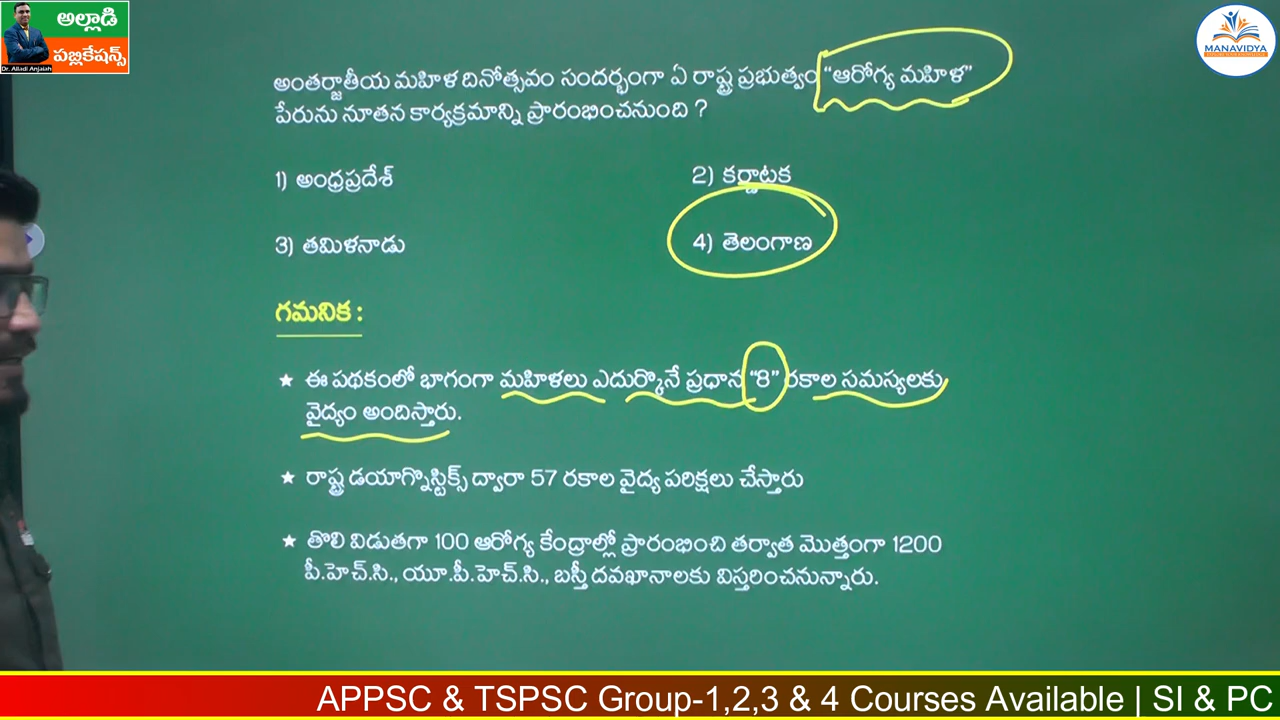 అల్లాడి
పబ్లికేషన్స్
Dr. Alladi Anjaiah
MANAVIDYA
అంతర్జాతీయ మహిళ దినోత్సవం సందర్భంగా ఏ రాష్ట్ర ప్రభుత్వం "ఆరోగ్య మహిళ"
పేరును నూతన కార్యక్రమాన్ని ప్రారంభించనుంది ?
1) అంధ్రప్రదేశ్
2) కర్ణాటక
3) తమిళనాడు
4) తెలంగాణ
గమనిక :
★ ఈ పథకంలో భాగంగా మహిళలు ఎదుర్కొనే ప్రధాన "8" రకాల సమస్యలకు
వైద్యం అందిస్తారు.
★ రాష్ట్ర డయాగ్నొస్టిక్స్ ద్వారా 57 రకాల వైద్య పరిక్షలు చేస్తారు
★ తొలి విడుతగా 100 ఆరోగ్య కేంద్రాల్లో ప్రారంభించి తర్వాత మొత్తంగా 1200
పీ.హెచ్.సి., యూ.పీ.హెచ్.సి., బస్తీ దవఖానాలకు విస్తరించనున్నారు.
APPSC & TSPSC Group-1,2,3 & 4 Courses Available | SI & PC